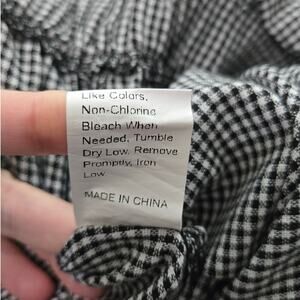 Like Colors,
Non-Chlorine
Bleach When
Needed, Tumble
Dry Low, Remove
Promptly, Iron
Low
MADE IN CHINA